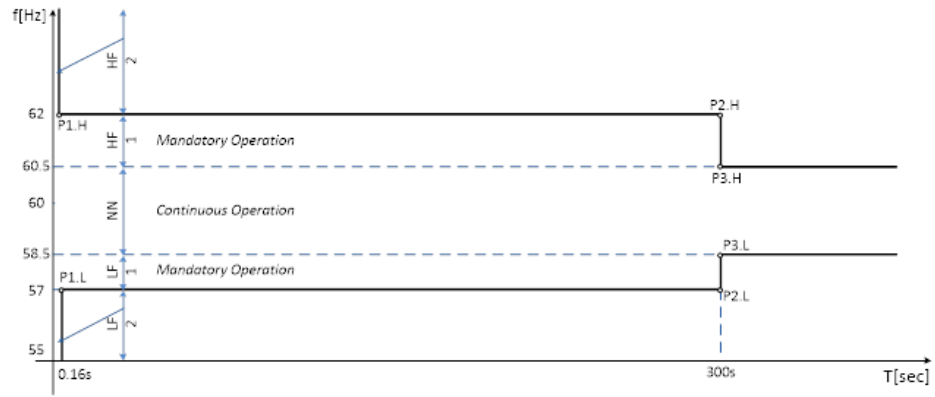 f[Hz]
HF
2
62
P1.H
P2.H
HF
1
Mandatory Operation
60.5
P3.H
60
NN
Continuous Operation
58.5
P3.L
LF
1
Mandatory Operation
P1.L
57
P2.L
LF
2
55
0.16s
300s
T[sec]